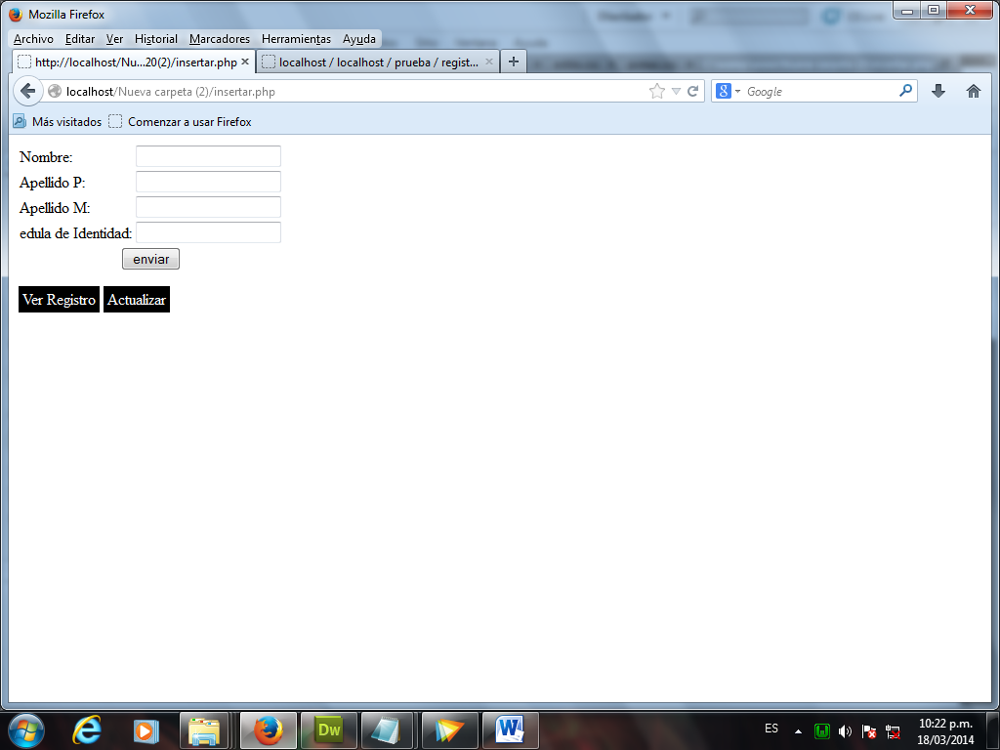 Mozilla Firefox
Archivo Editar Ver Historial Marcadores Herramientas Ayuda
http://localhost/Nu...20(2)/insertar.php localhost / localhost / prueba / regist...
localhost/Nueva carpeta (2)/insertar.php Google
Más visitados Comenzar a usar Firefox
Nombre:
Apellido P:
Apellido M:
edula de Identidad:
enviar
Ver Registro Actualizar
Dw
ES
10:22 p.m.
18/03/2014